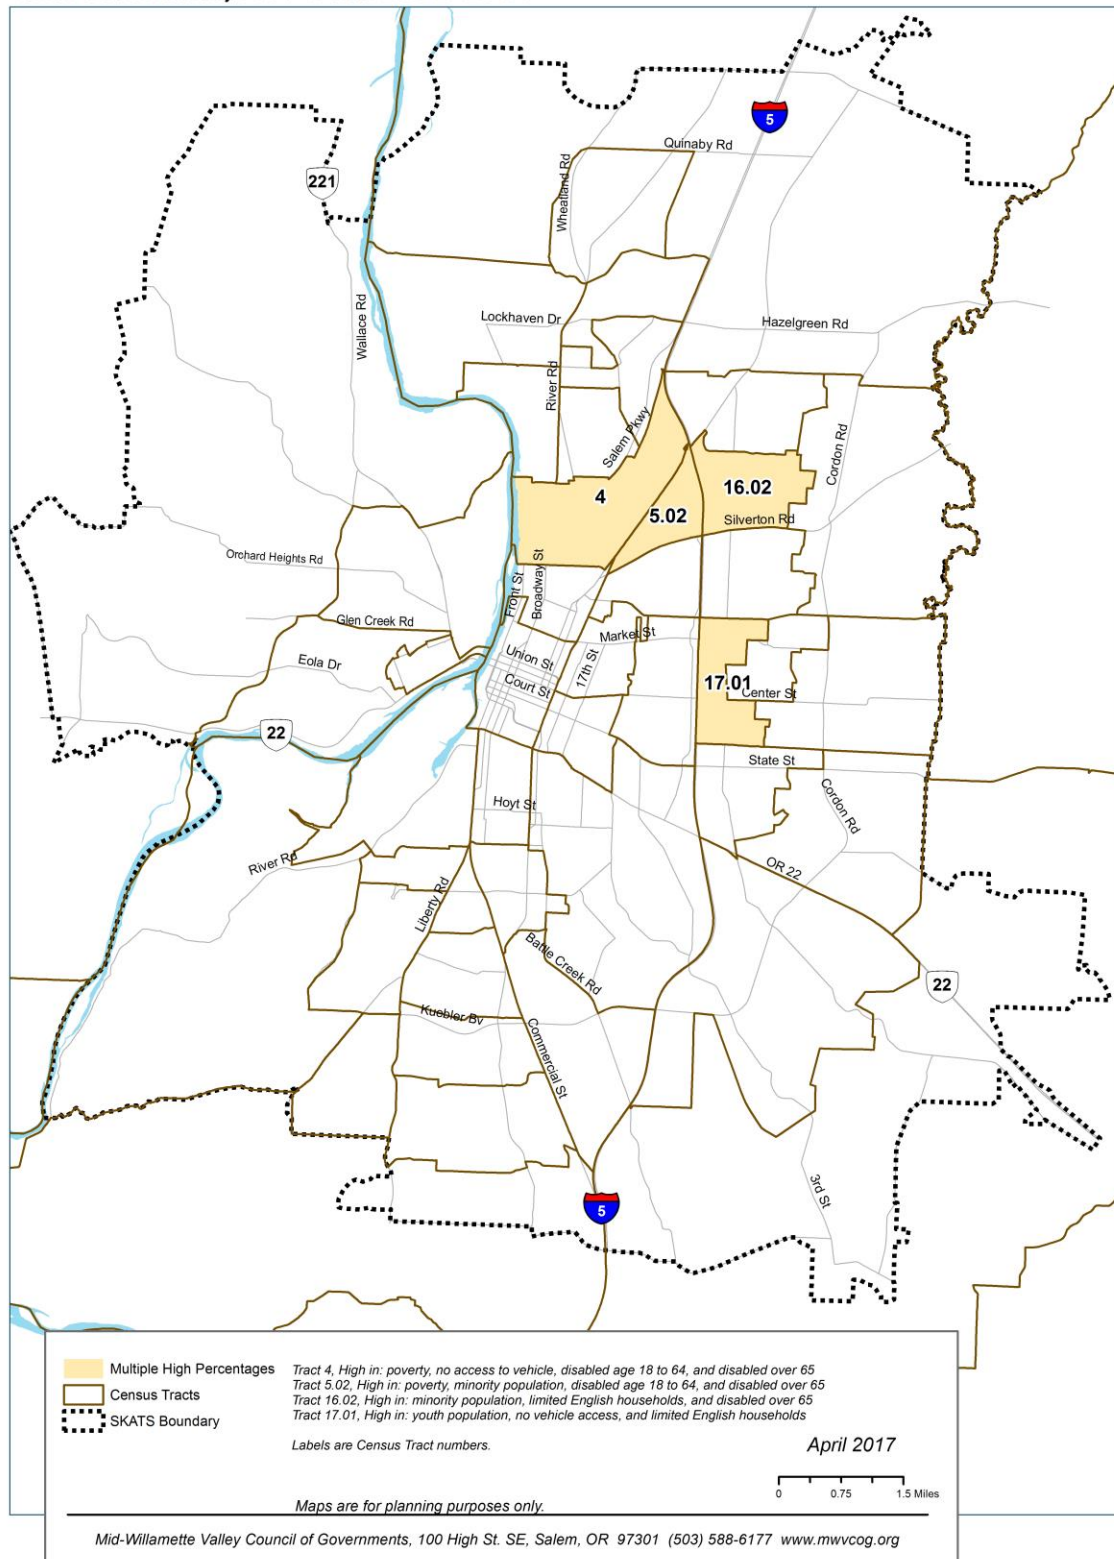 5
Quinaby Rd
Wheatland Rd
221
Wallace Rd
Lockhaven Dr
Hazelgreen Rd
River Rd
Salem Pkwy
Cordon Rd
4
16.02
5.02
Silverton Rd
Orchard Heights Rd
Front St
Broadway St
Glen Creek Rd
Market St
Union St
17th St
Eola Dr
Court St
17.01
Center St
22
State St
Hoyt St
Cordon Rd
River Rd
OR 22
Liberty Rd
Battle Creek Rd
22
Kuebler Bv
Commercial St
3rd St
5
Multiple High Percentages
Census Tracts
SKATS Boundary
Tract 4, High in: poverty, no access to vehicle, disabled age 18 to 64, and disabled over 65
Tract 5.02, High in: poverty, minority population, disabled age 18 to 64, and disabled over 65
Tract 16.02, High in: minority population, limited English households, and disabled over 65
Tract 17.01, High in: youth population, no vehicle access, and limited English households
Labels are Census Tract numbers.
April 2017
0 0.75 1.5 Miles
Maps are for planning purposes only.
Mid-Willamette Valley Council of Governments, 100 High St. SE, Salem, OR 97301 (503) 588-6177 www.mwvcog.org